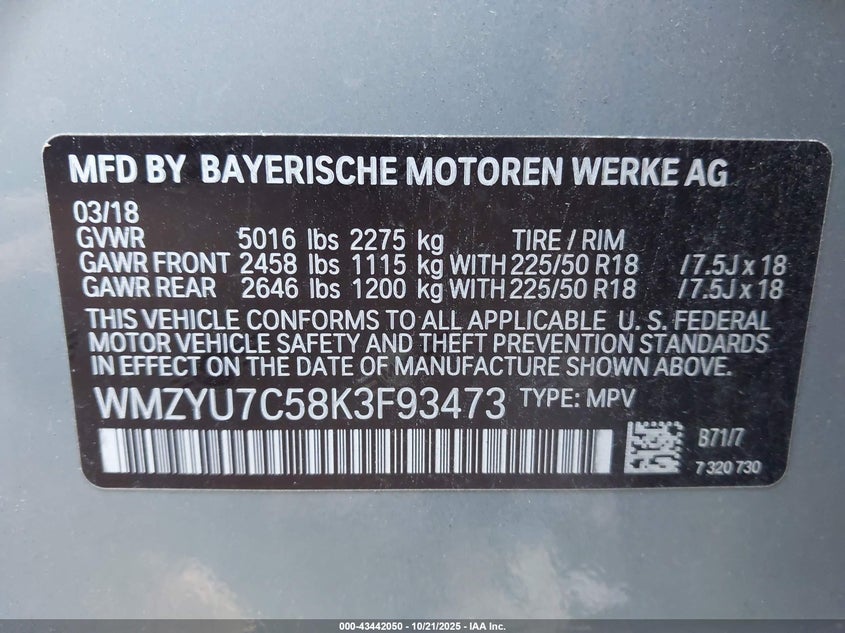 MFD BY BAYERISCHE MOTOREN WERKE AG
03/18
GVWR 5016 lbs 2275 kg TIRE / RIM
GAWR FRONT 2458 lbs 1115 kg WITH 225/50 R18 /7.5J x 18
GAWR REAR 2646 lbs 1200 kg WITH 225/50 R18 /7.5J x 18
THIS VEHICLE CONFORMS TO ALL APPLICABLE U. S. FEDERAL
MOTOR VEHICLE SAFETY AND THEFT PREVENTION STANDARDS
IN EFFECT ON THE DATE OF MANUFACTURE SHOWN ABOVE.
WMZYU7C58K3F93473 TYPE: MPV
B71/7
7 320 730
000-43442050 - 10/21/2025 - IAA Inc.